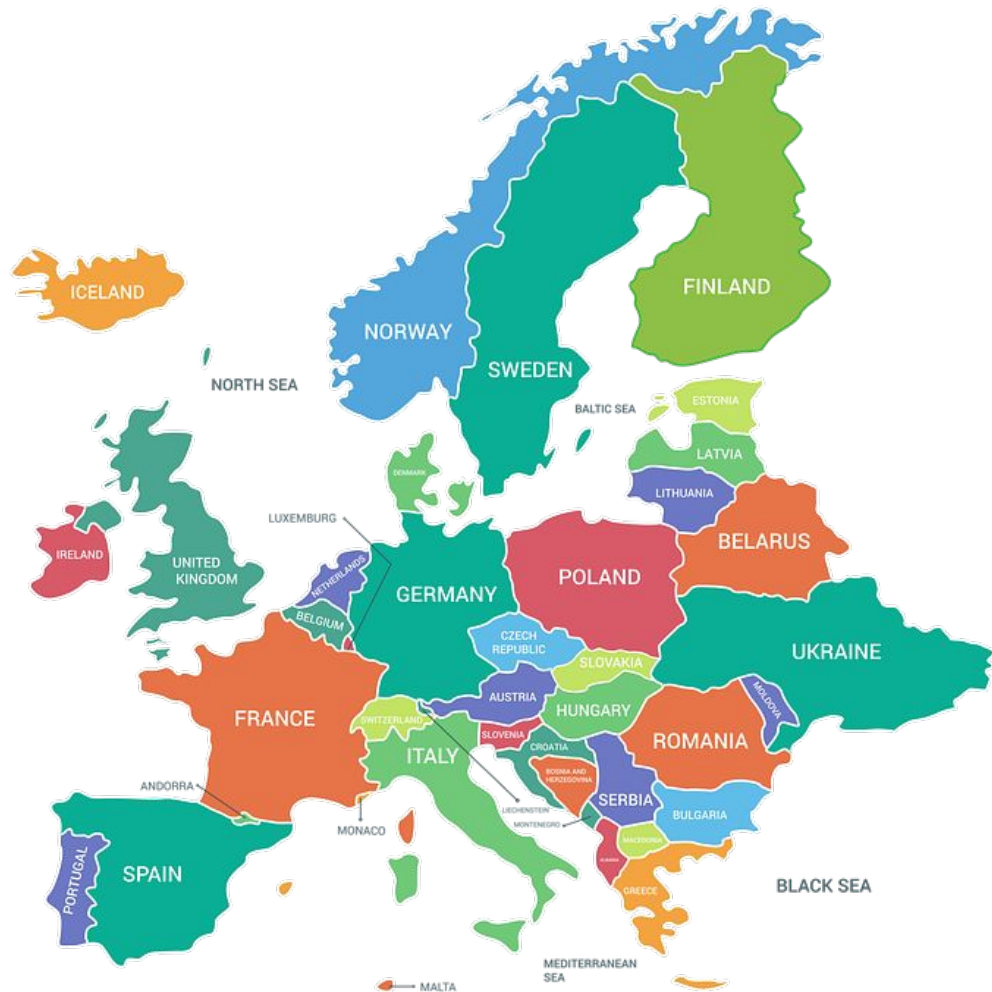 ICELAND
FINLAND
NORWAY
SWEDEN
NORTH SEA
BALTIC SEA
ESTONIA
LATVIA
DENMARK
LITHUANIA
LUXEMBURG
BELARUS
IRELAND
UNITED
KINGDOM
NETHERLANDS
GERMANY
POLAND
BELGIUM
CZECH
REPUBLIC
UKRAINE
SLOVAKIA
AUSTRIA
MOLDOVA
FRANCE
SWITZERLAND
HUNGARY
SLOVENIA
ROMANIA
ITALY
CROATIA
BOSNIA AND
HERZEGOVINA
ANDORRA
SERBIA
LIECHENSTEIN
BULGARIA
MONACO
MONTENEGRO
MACEDONIA
ALBANIA
SPAIN
PORTUGAL
GREECE
BLACK SEA
MEDITERRANEAN
SEA
MALTA